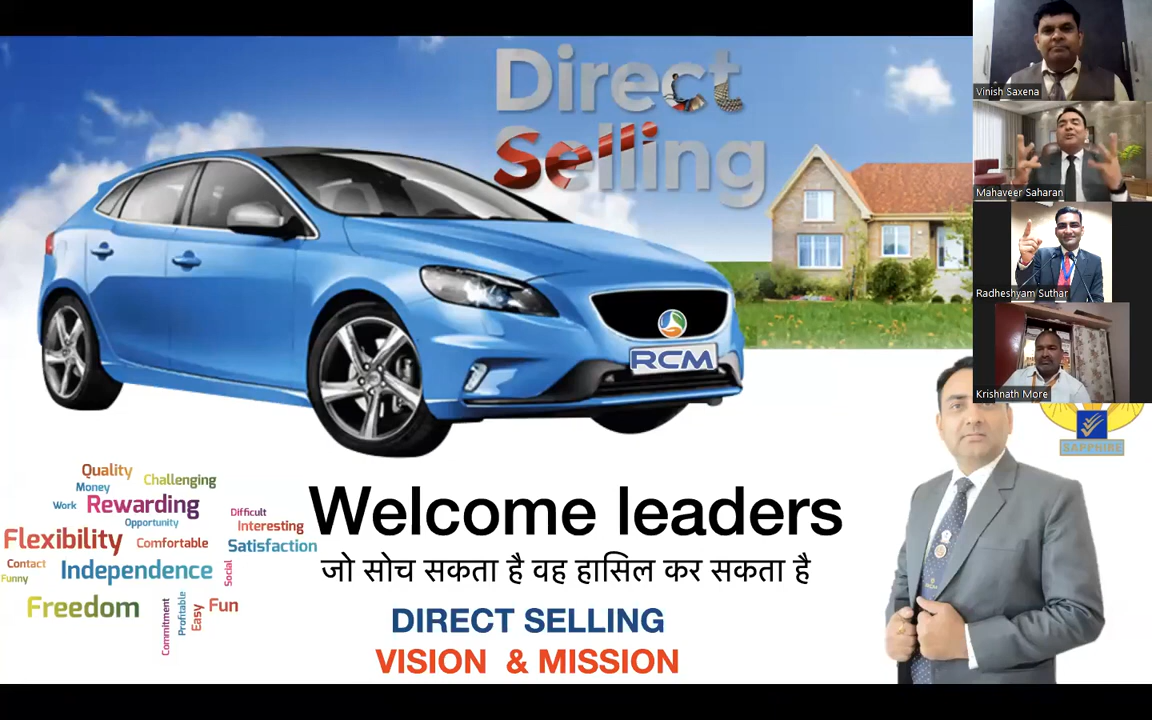 Direct
Selling
Vinish Saxena
Mahaveer Saharan
Radheshyam Suthar
Krishnath More
RCM
SAPPHIRE
Quality
Challenging
Money
Work
Rewarding
Difficult
Opportunity
Interesting
Flexibility
Comfortable
Satisfaction
Contact
Independence
Social
Funny
Freedom
Commitment
Profitable
Easy
Fun
Welcome leaders
जो सोच सकता है वह हासिल कर सकता है
DIRECT SELLING
VISION & MISSION